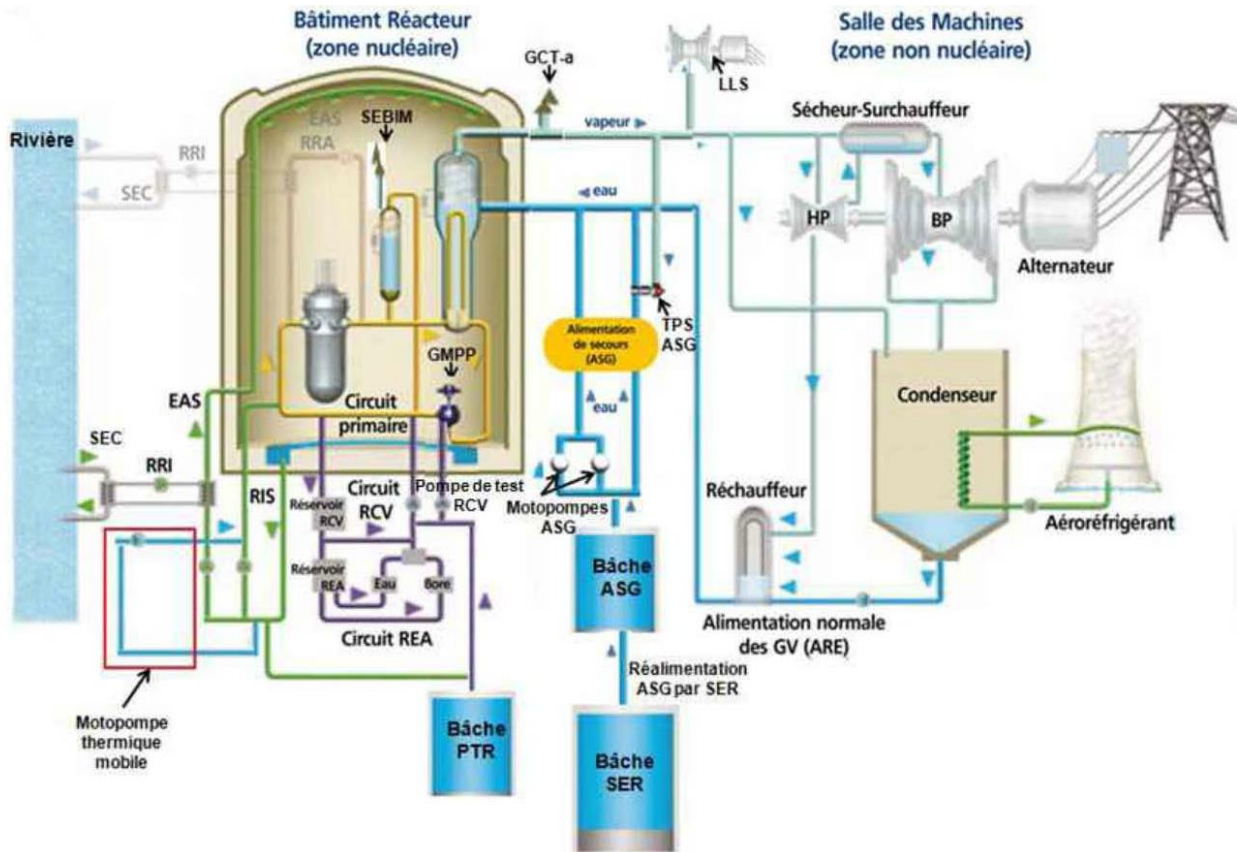 Bâtiment Réacteur
(zone nucléaire)
Salle des Machines
(zone non nucléaire)
GCT-a
LLS
SEBIM
EAS
RRA
vapeur
Sécheur-Surchauffeur
Rivière
RRI
SEC
eau
HP
BP
Alternateur
TPS
ASG
Alimentation
de secours
(ASG)
GMPP
Circuit
primaire
EAS
eau
Condenseur
SEC
RRI
RIS
Circuit
RCV
Pompe de test
RCV
Réservoir
RCV
Motopompes
ASG
Réchauffeur
Aéroréfrigérant
Réservoir
REA
Eau
Bore
Bâche
ASG
Circuit REA
Alimentation normale
des GV (ARE)
Réalimentation
ASG par SER
Motopompe
thermique
mobile
Bâche
PTR
Bâche
SER